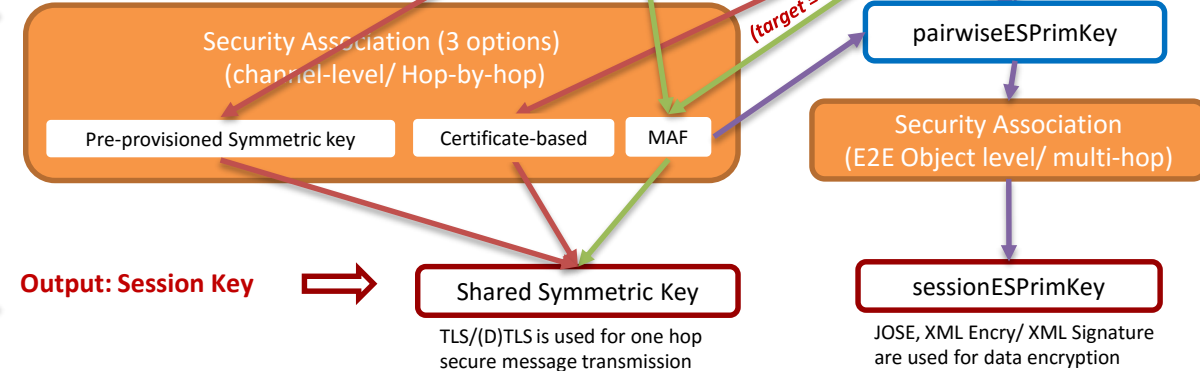 (target
pairwiseESPrimKey
Security Association (3 options)
(channel-level/ Hop-by-hop)
Pre-provisioned Symmetric key
Certificate-based
MAF
Security Association
(E2E Object level/ multi-hop)
Output: Session Key
Shared Symmetric Key
sessionESPrimKey
TLS/(D)TLS is used for one hop
secure message transmission
JOSE, XML Encry/ XML Signature
are used for data encryption